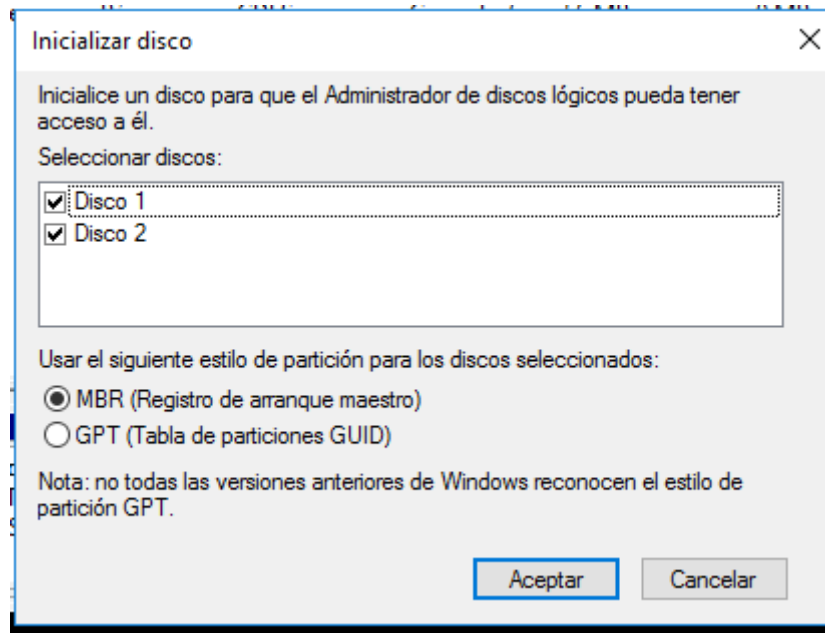 Inicializar disco
Inicialice un disco para que el Administrador de discos lógicos pueda tener
acceso a él.
Seleccionar discos:
Disco 1
Disco 2
Usar el siguiente estilo de partición para los discos seleccionados:
MBR (Registro de arranque maestro)
GPT (Tabla de particiones GUID)
Nota: no todas las versiones anteriores de Windows reconocen el estilo de
partición GPT.
Aceptar
Cancelar